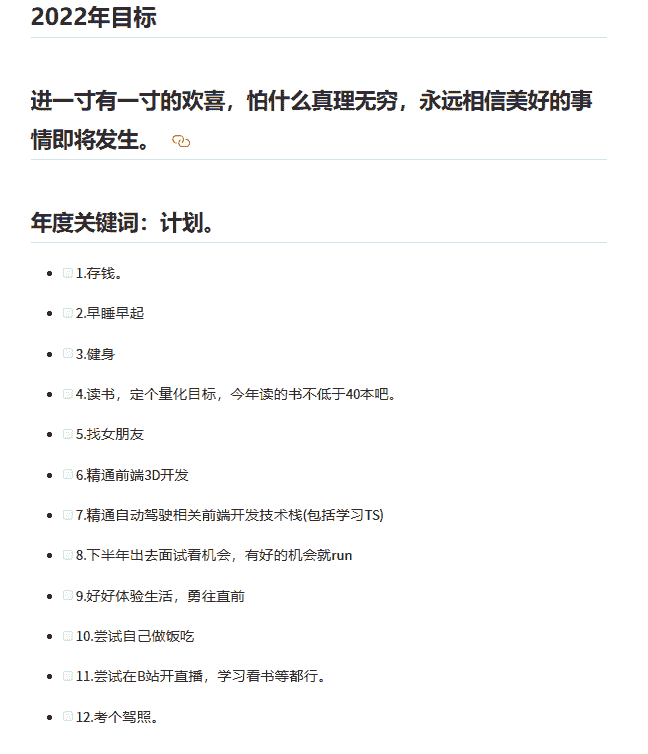 2022年目标
进一寸有一寸的欢喜，怕什么真理无穷，永远相信美好的事
情即将发生。
年度关键词：计划。
1.存钱。
2.早睡早起
3.健身
4.读书，定个量化目标，今年读的书不低于40本吧。
5.找女朋友
6.精通前端3D开发
7.精通自动驾驶相关前端开发技术栈(包括学习TS)
8.下半年出去面试看机会，有好的机会就run
9.好好体验生活，勇往直前
10.尝试自己做饭吃
11.尝试在B站开直播，学习看书等都行。
12.考个驾照。